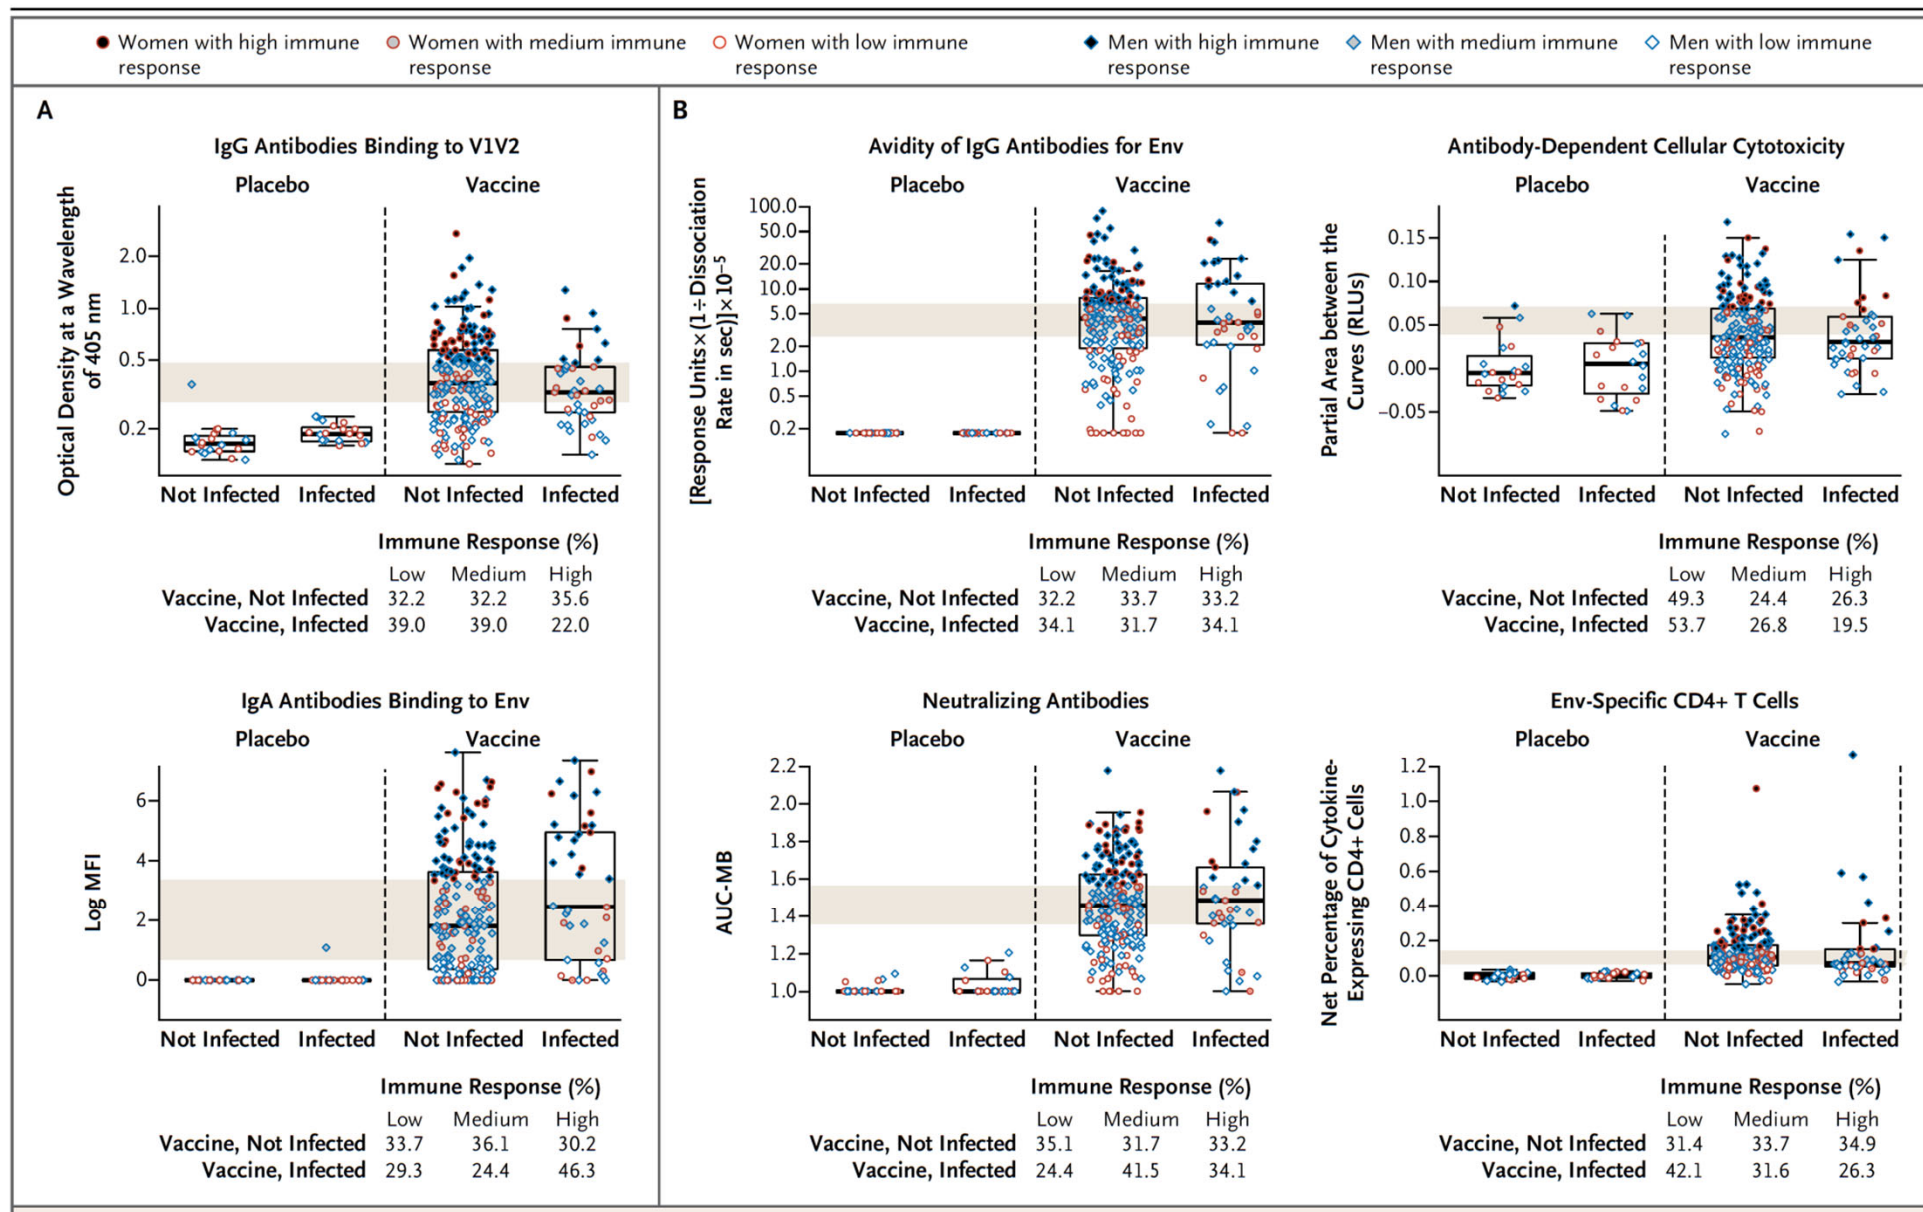 Women with high immune response
Women with medium immune response
Women with low immune response
Men with high immune response
Men with medium immune response
Men with low immune response
A
IgG Antibodies Binding to V1V2
Placebo Vaccine
Optical Density at a Wavelength of 405 nm
2.0
1.0
0.5
0.2
Not Infected Infected Not Infected Infected
Immune Response (%)
Low Medium High
Vaccine, Not Infected 32.2 32.2 35.6
Vaccine, Infected 39.0 39.0 22.0
IgA Antibodies Binding to Env
Placebo Vaccine
Log MFI
6
4
2
0
Not Infected Infected Not Infected Infected
Immune Response (%)
Low Medium High
Vaccine, Not Infected 33.7 36.1 30.2
Vaccine, Infected 29.3 24.4 46.3
B
Avidity of IgG Antibodies for Env
Placebo Vaccine
[Response Units×(1÷Dissociation Rate in sec)]×10⁻⁵
100.0
50.0
20.0
10.0
5.0
2.0
1.0
0.5
0.2
Not Infected Infected Not Infected Infected
Immune Response (%)
Low Medium High
Vaccine, Not Infected 32.2 33.7 33.2
Vaccine, Infected 34.1 31.7 34.1
Antibody-Dependent Cellular Cytotoxicity
Placebo Vaccine
Partial Area between the Curves (RLUs)
0.15
0.10
0.05
0.00
−0.05
Not Infected Infected Not Infected Infected
Immune Response (%)
Low Medium High
Vaccine, Not Infected 49.3 24.4 26.3
Vaccine, Infected 53.7 26.8 19.5
Neutralizing Antibodies
Placebo Vaccine
AUC-MB
2.2
2.0
1.8
1.6
1.4
1.2
1.0
Not Infected Infected Not Infected Infected
Immune Response (%)
Low Medium High
Vaccine, Not Infected 35.1 31.7 33.2
Vaccine, Infected 24.4 41.5 34.1
Env-Specific CD4+ T Cells
Placebo Vaccine
Net Percentage of Cytokine-Expressing CD4+ Cells
1.2
1.0
0.8
0.6
0.4
0.2
0.0
Not Infected Infected Not Infected Infected
Immune Response (%)
Low Medium High
Vaccine, Not Infected 31.4 33.7 34.9
Vaccine, Infected 42.1 31.6 26.3